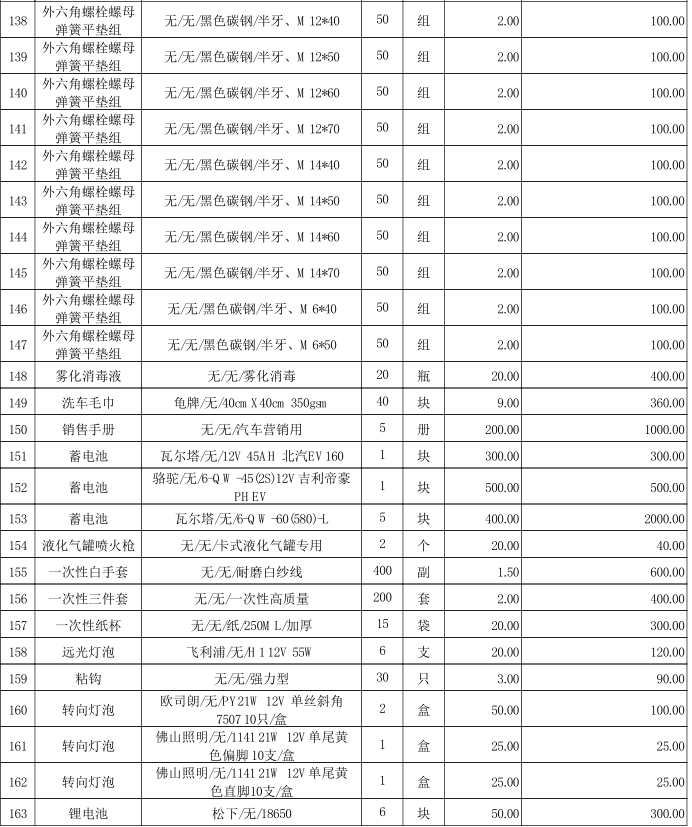 138 外六角螺栓螺母弹簧平垫组 无/无/黑色碳钢/半牙、M 12*40 50 组 2.00 100.00
139 外六角螺栓螺母弹簧平垫组 无/无/黑色碳钢/半牙、M 12*50 50 组 2.00 100.00
140 外六角螺栓螺母弹簧平垫组 无/无/黑色碳钢/半牙、M 12*60 50 组 2.00 100.00
141 外六角螺栓螺母弹簧平垫组 无/无/黑色碳钢/半牙、M 12*70 50 组 2.00 100.00
142 外六角螺栓螺母弹簧平垫组 无/无/黑色碳钢/半牙、M 14*40 50 组 2.00 100.00
143 外六角螺栓螺母弹簧平垫组 无/无/黑色碳钢/半牙、M 14*50 50 组 2.00 100.00
144 外六角螺栓螺母弹簧平垫组 无/无/黑色碳钢/半牙、M 14*60 50 组 2.00 100.00
145 外六角螺栓螺母弹簧平垫组 无/无/黑色碳钢/半牙、M 14*70 50 组 2.00 100.00
146 外六角螺栓螺母弹簧平垫组 无/无/黑色碳钢/半牙、M 6*40 50 组 2.00 100.00
147 外六角螺栓螺母弹簧平垫组 无/无/黑色碳钢/半牙、M 6*50 50 组 2.00 100.00
148 雾化消毒液 无/无/雾化消毒 20 瓶 20.00 400.00
149 洗车毛巾 龟牌/无/40cm X40cm 350gsm 40 块 9.00 360.00
150 销售手册 无/无/汽车营销用 5 册 200.00 1000.00
151 蓄电池 瓦尔塔/无/12V 45AH 北汽EV160 1 块 300.00 300.00
152 蓄电池 骆驼/无/6-QW-45(2S)12V吉利帝豪PHEV 1 块 500.00 500.00
153 蓄电池 瓦尔塔/无/6-QW-60(580)-L 5 块 400.00 2000.00
154 液化气罐喷火枪 无/无/卡式液化气罐专用 2 个 20.00 40.00
155 一次性白手套 无/无/耐磨白纱线 400 副 1.50 600.00
156 一次性三件套 无/无/一次性高质量 200 套 2.00 400.00
157 一次性纸杯 无/无/纸/250ML/加厚 15 袋 20.00 300.00
158 远光灯泡 飞利浦/无/H1 12V 55W 6 支 20.00 120.00
159 粘钩 无/无/强力型 30 只 3.00 90.00
160 转向灯泡 欧司朗/无/PY21W 12V 单丝斜角7507 10只/盒 2 盒 50.00 100.00
161 转向灯泡 佛山照明/无/1141 21W 12V单尾黄色偏脚 10支/盒 1 盒 25.00 25.00
162 转向灯泡 佛山照明/无/1141 21W 12V单尾黄色直脚10支/盒 1 盒 25.00 25.00
163 锂电池 松下/无/18650 6 块 50.00 300.00